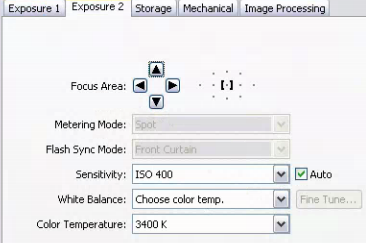 Exposure 1 Exposure 2 Storage Mechanical Image Processing
Focus Area:
Metering Mode: Spot
Flash Sync Mode: Front Curtain
Sensitivity: ISO 400 Auto
White Balance: Choose color temp. Fine Tune...
Color Temperature: 3400 K